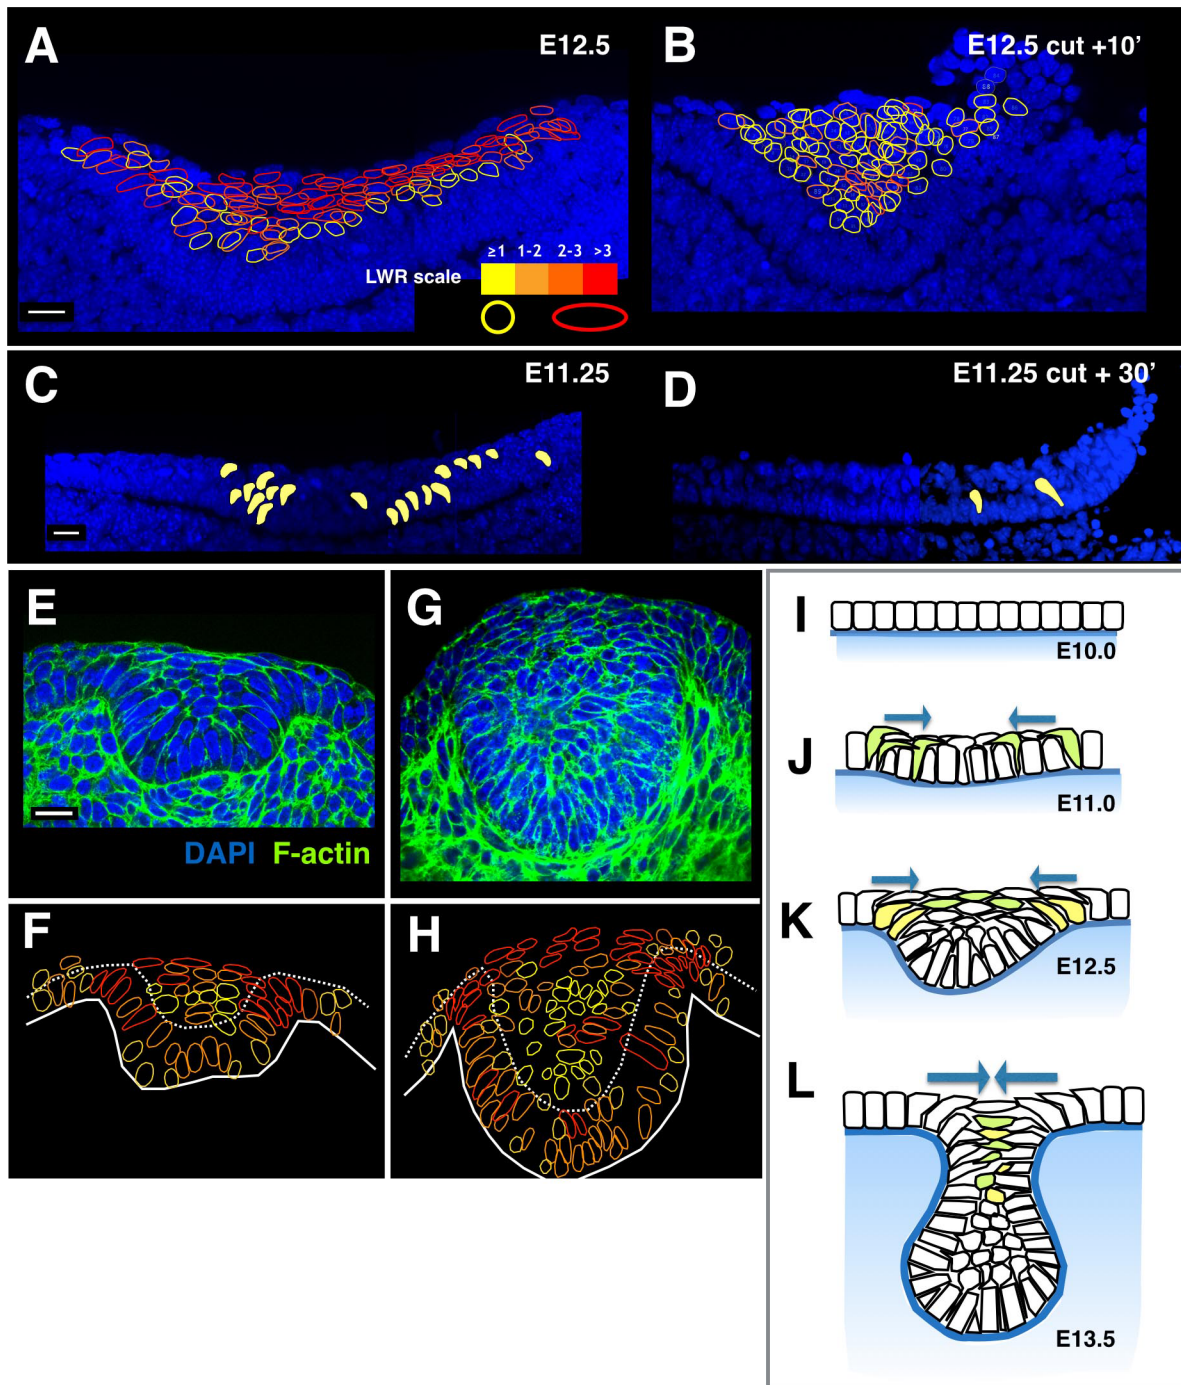 A
E12.5
B
E12.5 cut +10’
≥1 1-2 2-3 >3
LWR scale
C
E11.25
D
E11.25 cut + 30’
E
G
DAPI F-actin
F
H
I
E10.0
J
E11.0
K
E12.5
L
E13.5